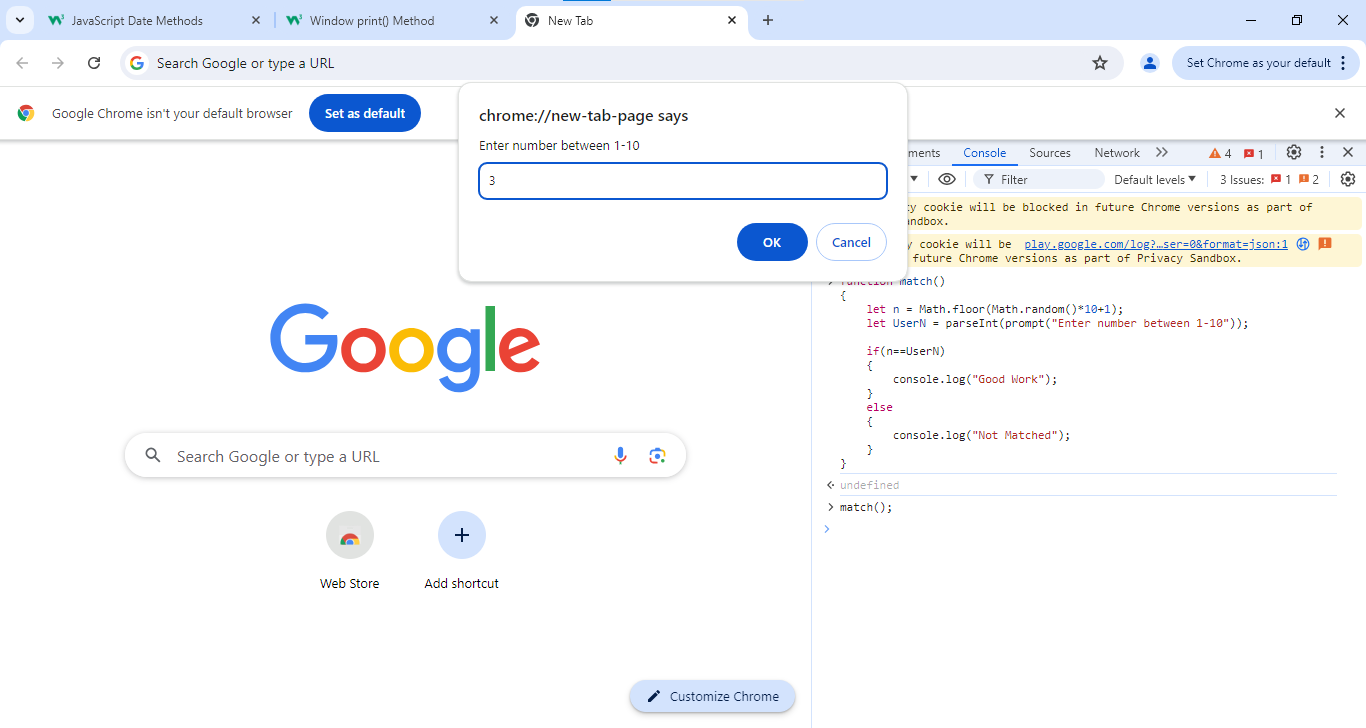 JavaScript Date Methods
Window print() Method
New Tab
Search Google or type a URL
Set Chrome as your default
Google Chrome isn't your default browser
Set as default
chrome://new-tab-page says
Enter number between 1-10
3
OK
Cancel
ments Console Sources Network 4 1
Filter Default levels 3 Issues: 1 2
y cookie will be blocked in future Chrome versions as part of
ndbox.
y cookie will be play.google.com/log?…ser=0&format=json:1
future Chrome versions as part of Privacy Sandbox.
function match()
{
let n = Math.floor(Math.random()*10+1);
let UserN = parseInt(prompt("Enter number between 1-10"));
if(n==UserN)
{
console.log("Good Work");
}
else
{
console.log("Not Matched");
}
}
undefined
match();
Google
Search Google or type a URL
Web Store
Add shortcut
Customize Chrome